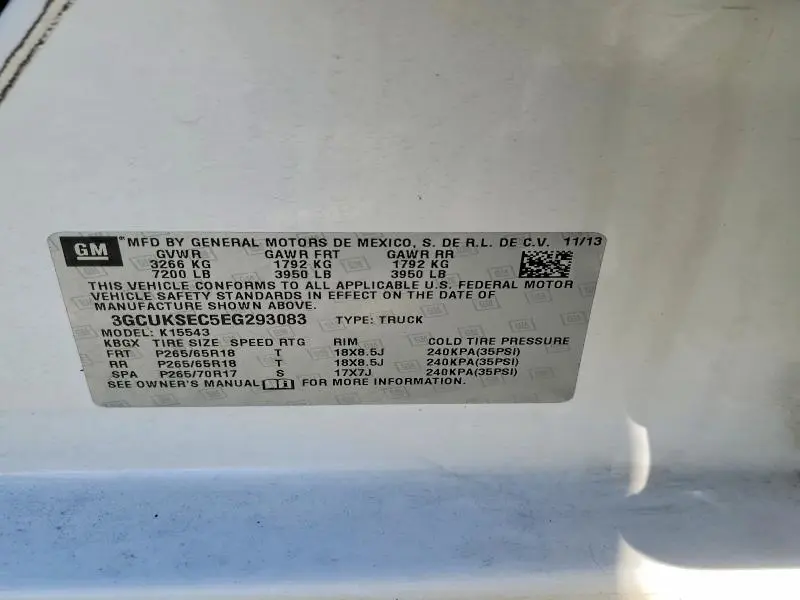 GM ® MFD BY GENERAL MOTORS DE MEXICO, S. DE R.L. DE C.V. 11/13
GVWR GAWR FRT GAWR RR
3266 KG 1792 KG 1792 KG
7200 LB 3950 LB 3950 LB
THIS VEHICLE CONFORMS TO ALL APPLICABLE U.S. FEDERAL MOTOR
VEHICLE SAFETY STANDARDS IN EFFECT ON THE DATE OF
MANUFACTURE SHOWN ABOVE.
3GCUKSEC5EG293083 TYPE: TRUCK
MODEL: K15543
KBGX TIRE SIZE SPEED RTG RIM COLD TIRE PRESSURE
FRT P265/65R18 T 18X8.5J 240KPA(35PSI)
RR P265/65R18 T 18X8.5J 240KPA(35PSI)
SPA P265/70R17 S 17X7J 240KPA(35PSI)
SEE OWNER'S MANUAL FOR MORE INFORMATION.